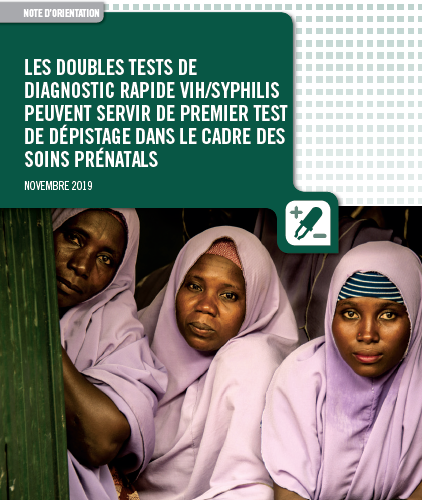 NOTE D'ORIENTATION
LES DOUBLES TESTS DE
DIAGNOSTIC RAPIDE VIH/SYPHILIS
PEUVENT SERVIR DE PREMIER TEST
DE DÉPISTAGE DANS LE CADRE DES
SOINS PRÉNATALS
NOVEMBRE 2019